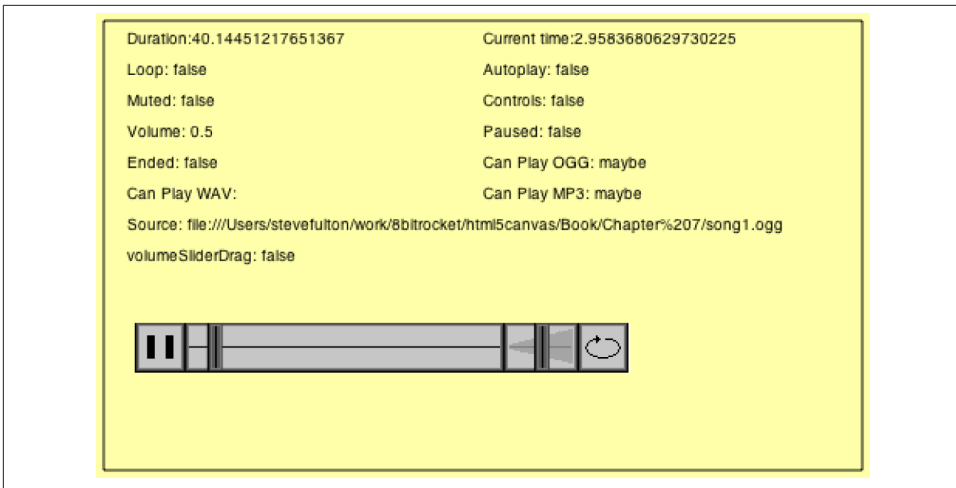 Duration:40.14451217651367 Current time:2.9583680629730225
Loop: false Autoplay: false
Muted: false Controls: false
Volume: 0.5 Paused: false
Ended: false Can Play OGG: maybe
Can Play WAV: Can Play MP3: maybe
Source: file:///Users/stevefulton/work/8bitrocket/html5canvas/Book/Chapter%207/song1.ogg
volumeSliderDrag: false